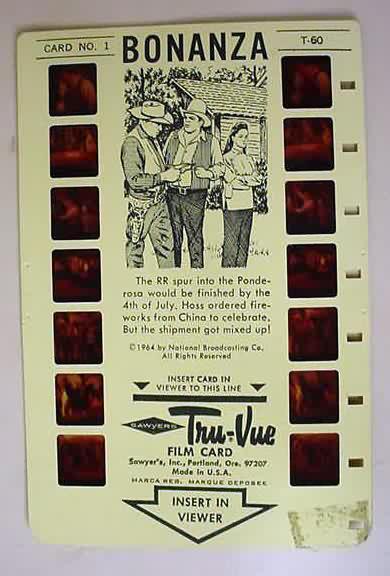 CARD NO. 1
BONANZA
T-60
The RR spur into the Ponde-
rosa would be finished by the
4th of July. Hoss ordered fire-
works from China to celebrate.
But the shipment got mixed up!
© 1964 by National Broadcasting Co.
All Rights Reserved
INSERT CARD IN
VIEWER TO THIS LINE
SAWYER'S
Tru-Vue
FILM CARD
Sawyer's, Inc., Portland, Ore. 97207
Made in U.S.A.
MARCA REG. MARQUE DEPOSEE
INSERT IN
VIEWER